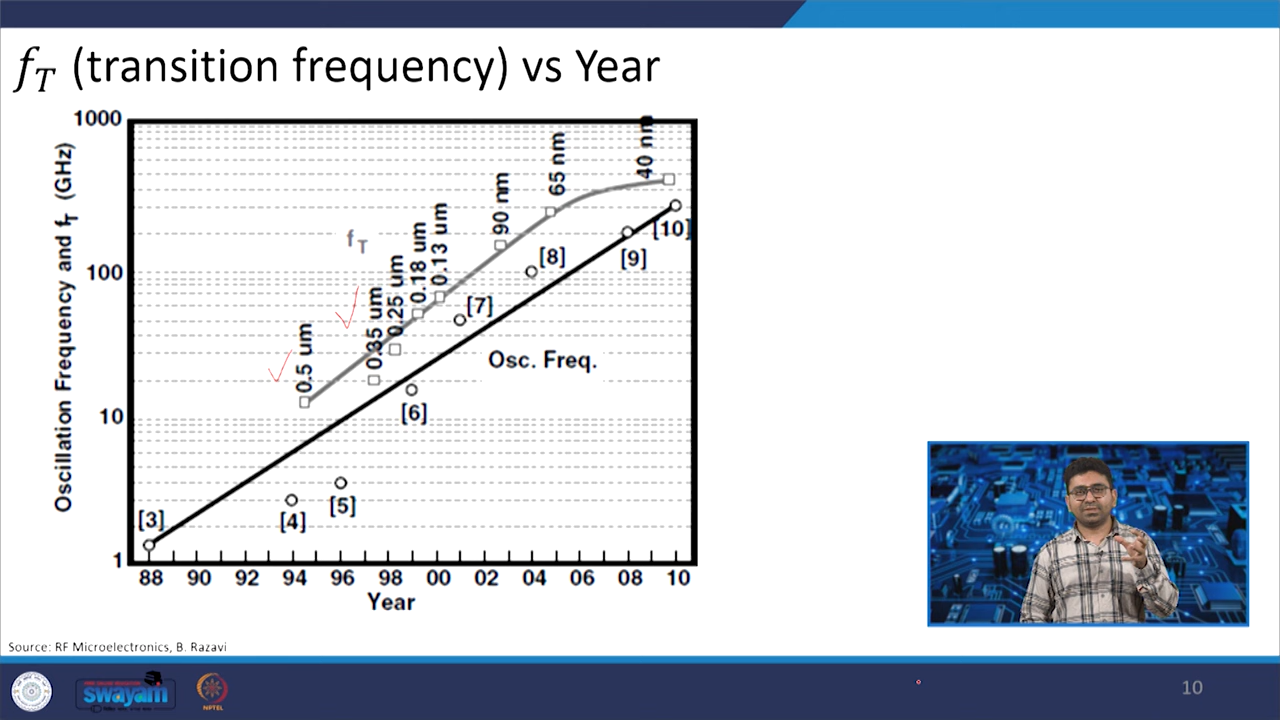 f_T (transition frequency) vs Year
Oscillation Frequency and f_T (GHz)
1000
100
10
1
f_T
0.5 um
0.35 um
0.25 um
0.18 um
0.13 um
90 nm
65 nm
40 nm
[3]
[4]
[5]
[6]
[7]
[8]
[9]
[10]
Osc. Freq.
88 90 92 94 96 98 00 02 04 06 08 10
Year
Source: RF Microelectronics, B. Razavi
swayam
NPTEL
10